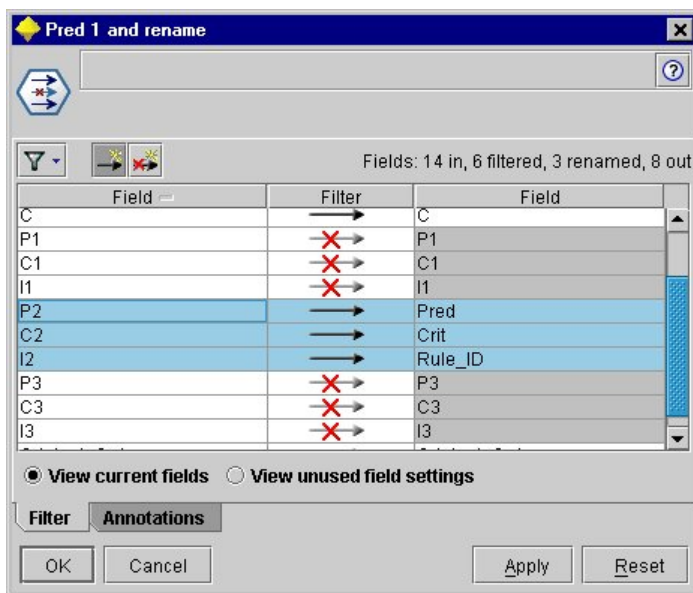 Pred 1 and rename
Fields: 14 in, 6 filtered, 3 renamed, 8 out
Field Filter Field
C C
P1 P1
C1 C1
I1 I1
P2 Pred
C2 Crit
I2 Rule_ID
P3 P3
C3 C3
I3 I3
View current fields View unused field settings
Filter Annotations
OK Cancel Apply Reset